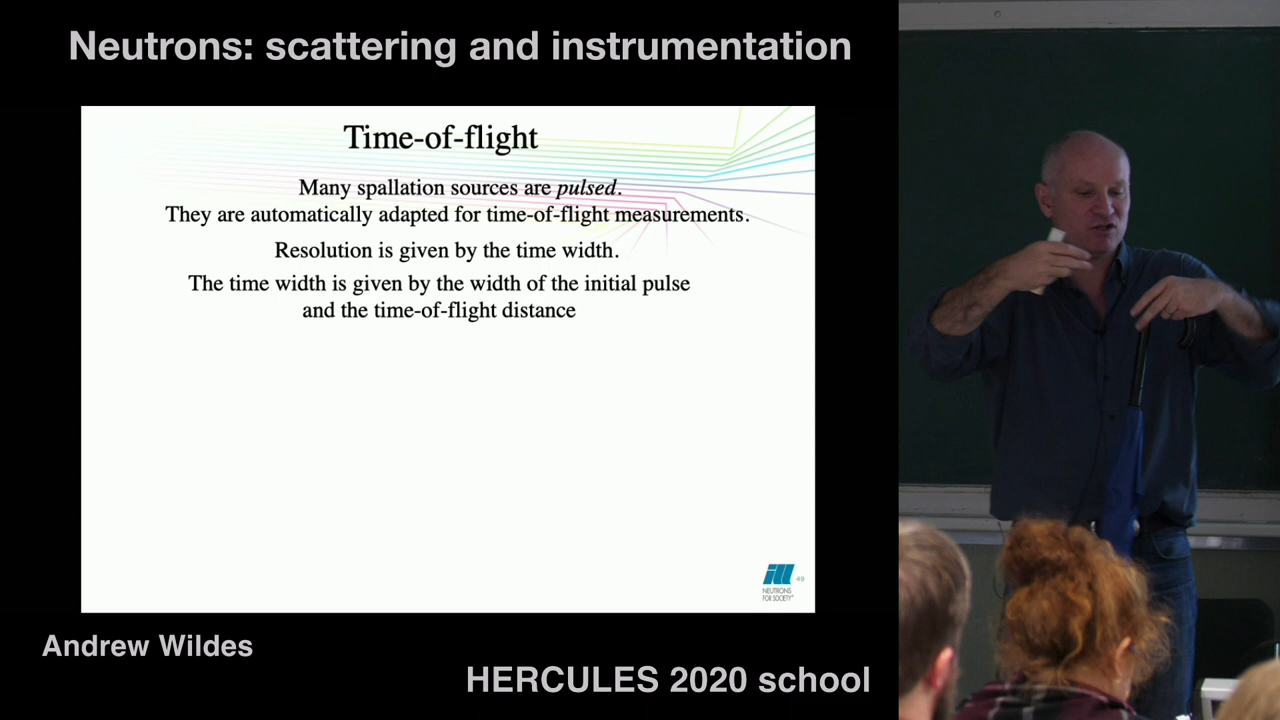 Neutrons: scattering and instrumentation
Time-of-flight
Many spallation sources are pulsed.
They are automatically adapted for time-of-flight measurements.
Resolution is given by the time width.
The time width is given by the width of the initial pulse
and the time-of-flight distance
ill
49
NEUTRONS
FOR SOCIETY
Andrew Wildes
HERCULES 2020 school